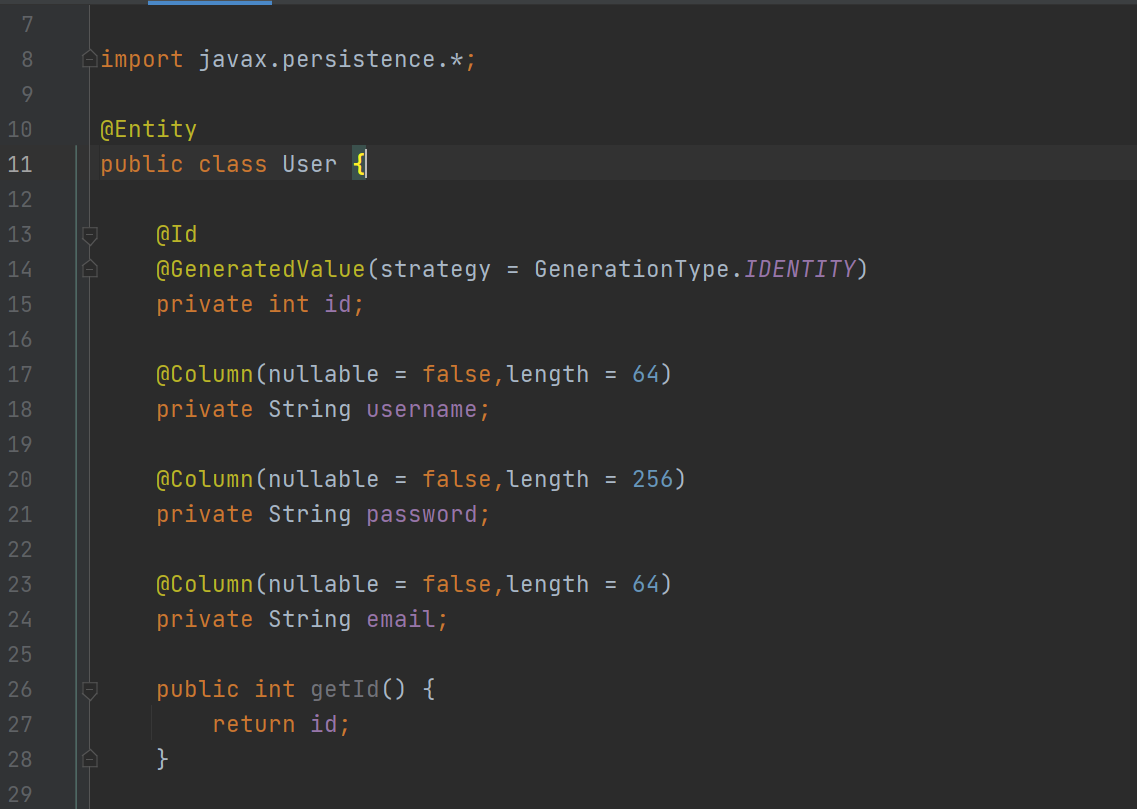 7
8 import javax.persistence.*;
9
10 @Entity
11 public class User {
12
13 @Id
14 @GeneratedValue(strategy = GenerationType.IDENTITY)
15 private int id;
16
17 @Column(nullable = false,length = 64)
18 private String username;
19
20 @Column(nullable = false,length = 256)
21 private String password;
22
23 @Column(nullable = false,length = 64)
24 private String email;
25
26 public int getId() {
27 return id;
28 }
29